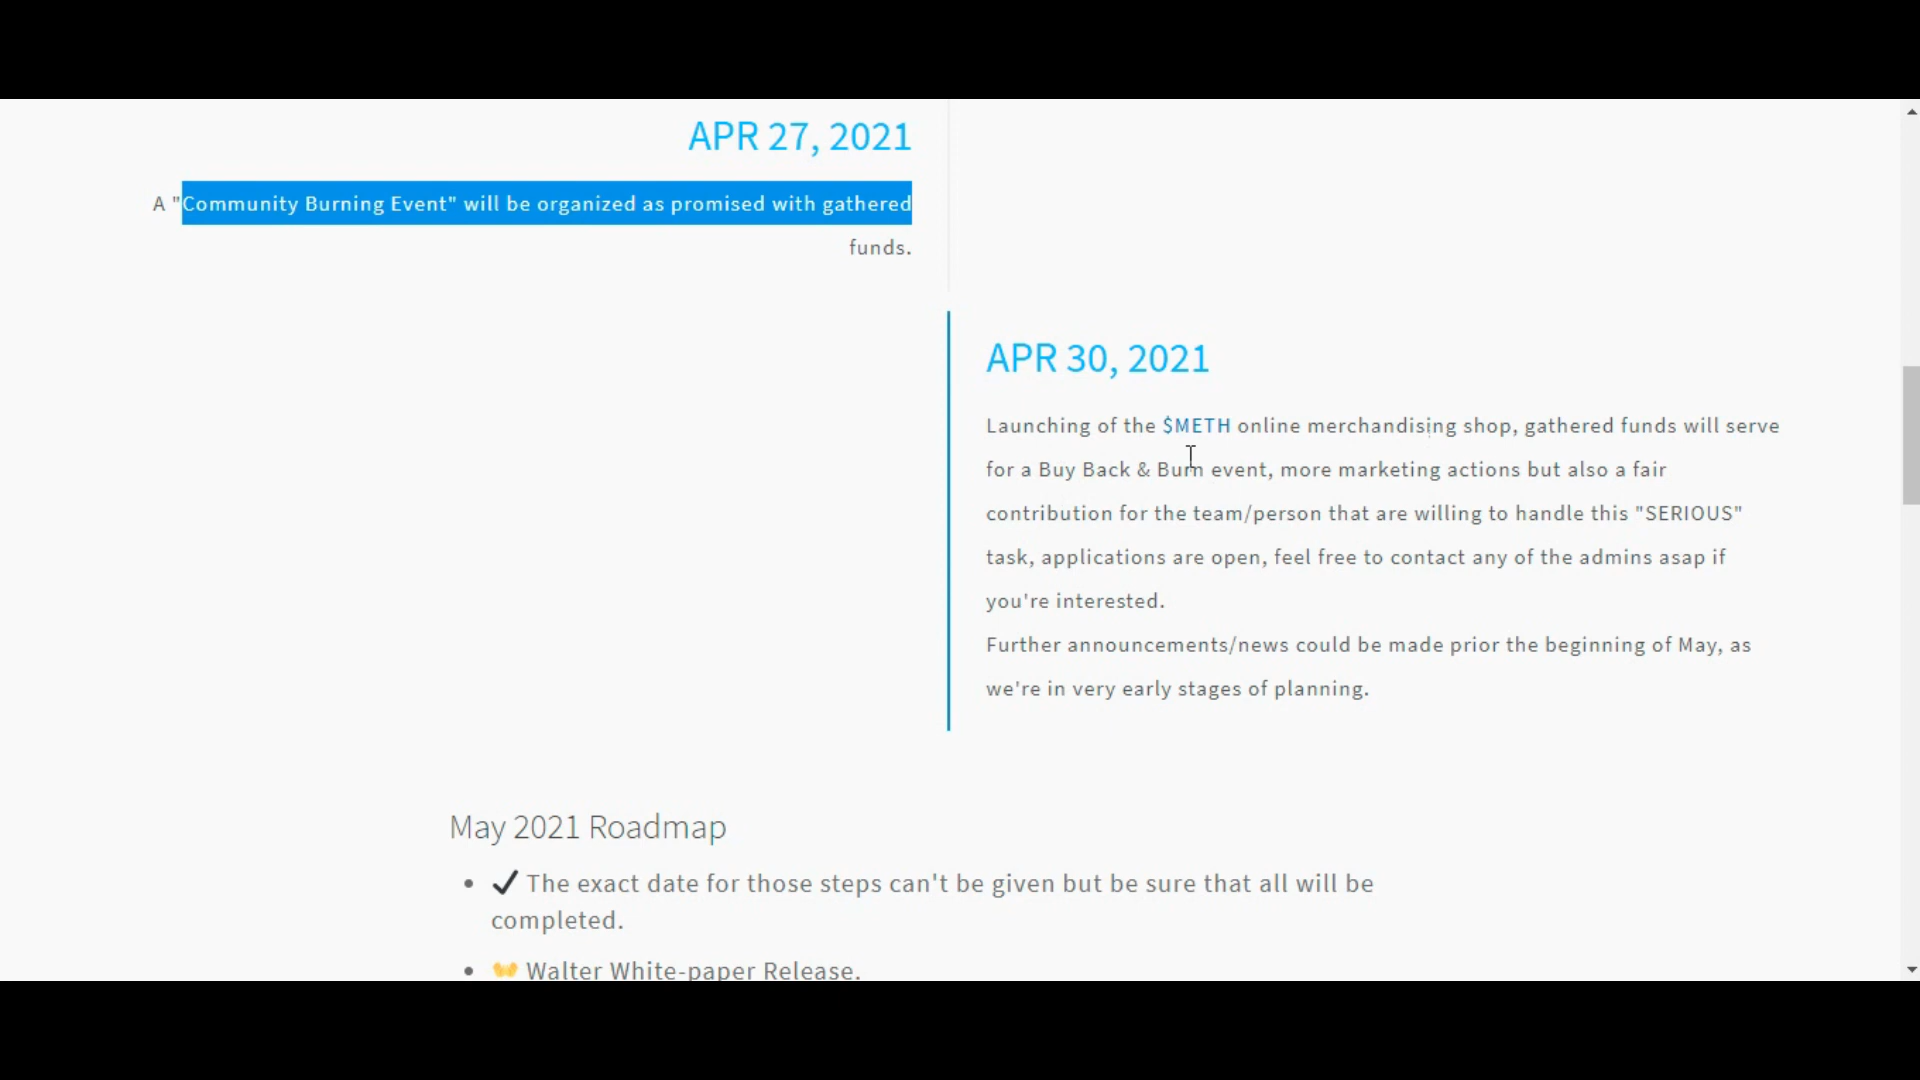 APR 27, 2021
A "Community Burning Event" will be organized as promised with gathered
funds.
APR 30, 2021
Launching of the $METH online merchandising shop, gathered funds will serve
for a Buy Back & Burn event, more marketing actions but also a fair
contribution for the team/person that are willing to handle this "SERIOUS"
task, applications are open, feel free to contact any of the admins asap if
you're interested.
Further announcements/news could be made prior the beginning of May, as
we're in very early stages of planning.
May 2021 Roadmap
• ✔ The exact date for those steps can't be given but be sure that all will be
completed.
• 👐 Walter White-paper Release.